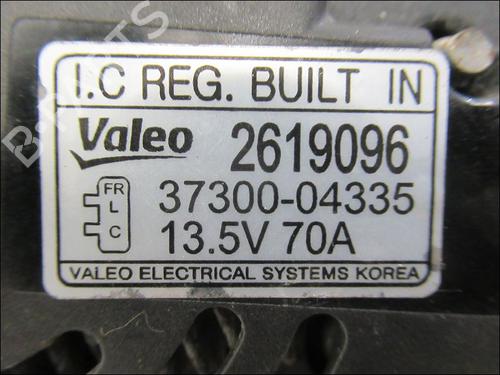 I.C REG. BUILT IN
Valeo 2619096
FR
L
C
37300-04335
13.5V 70A
VALEO ELECTRICAL SYSTEMS KOREA